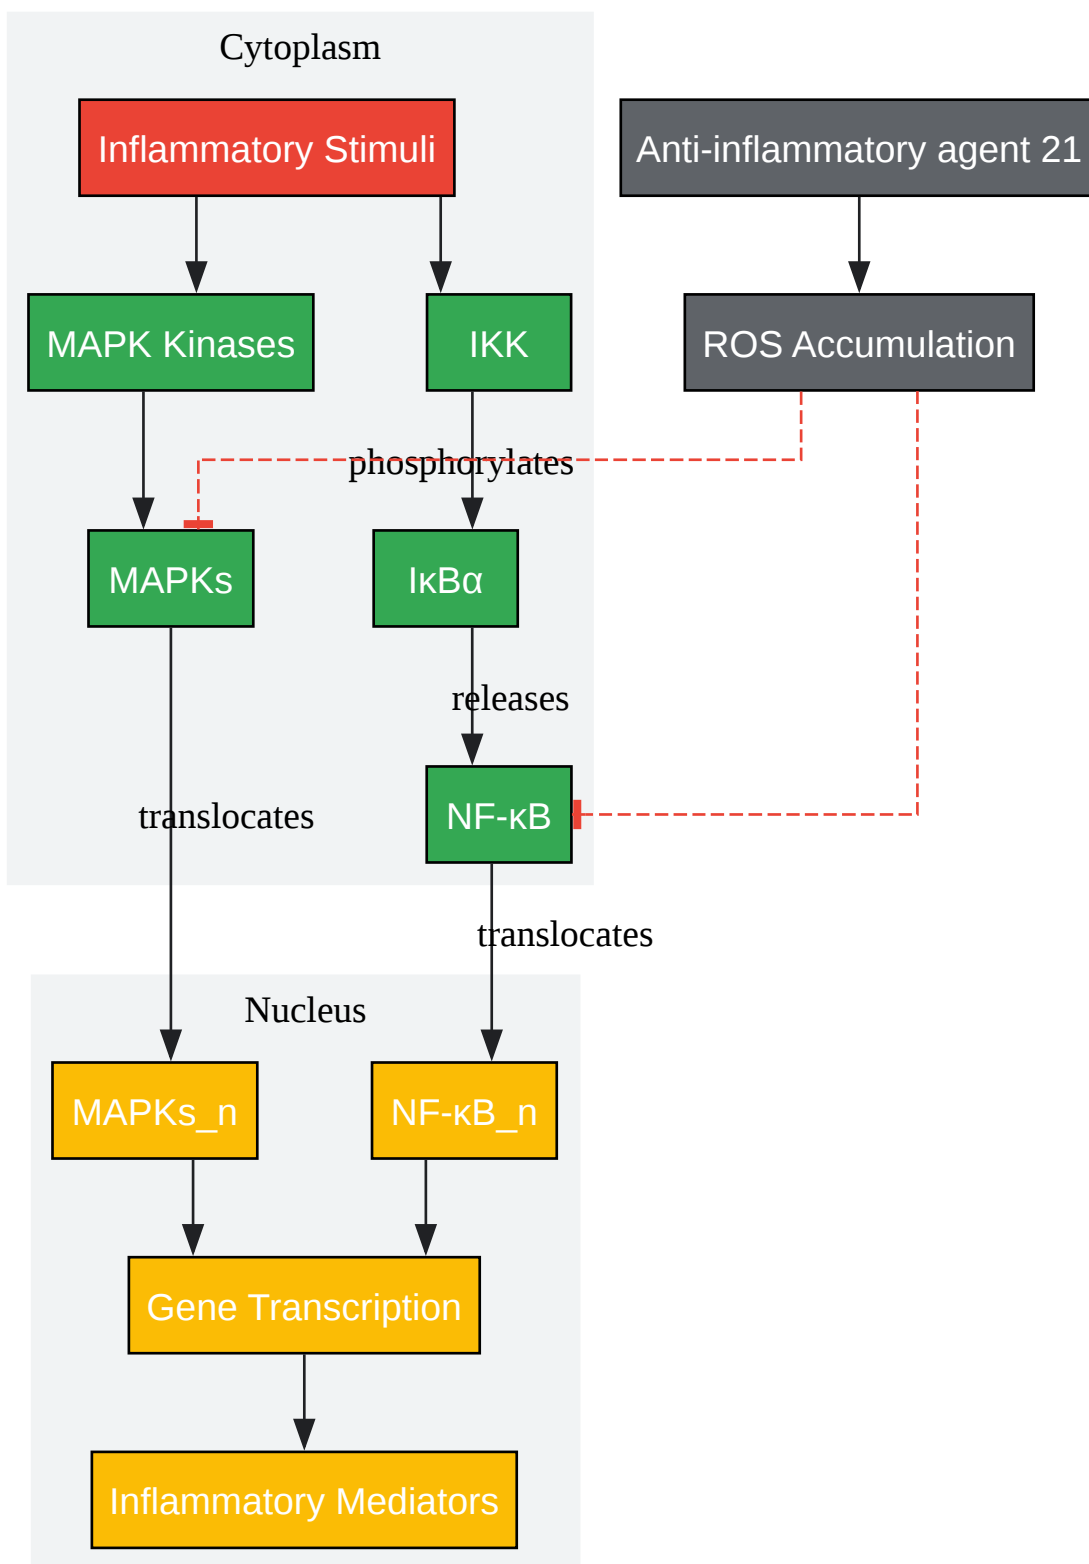 Cytoplasm
Inflammatory Stimuli
Anti-inflammatory agent 21
MAPK Kinases
IKK
ROS Accumulation
phosphorylates
MAPKs
IκBα
releases
translocates
NF-κB
translocates
Nucleus
MAPKs_n
NF-κB_n
Gene Transcription
Inflammatory Mediators